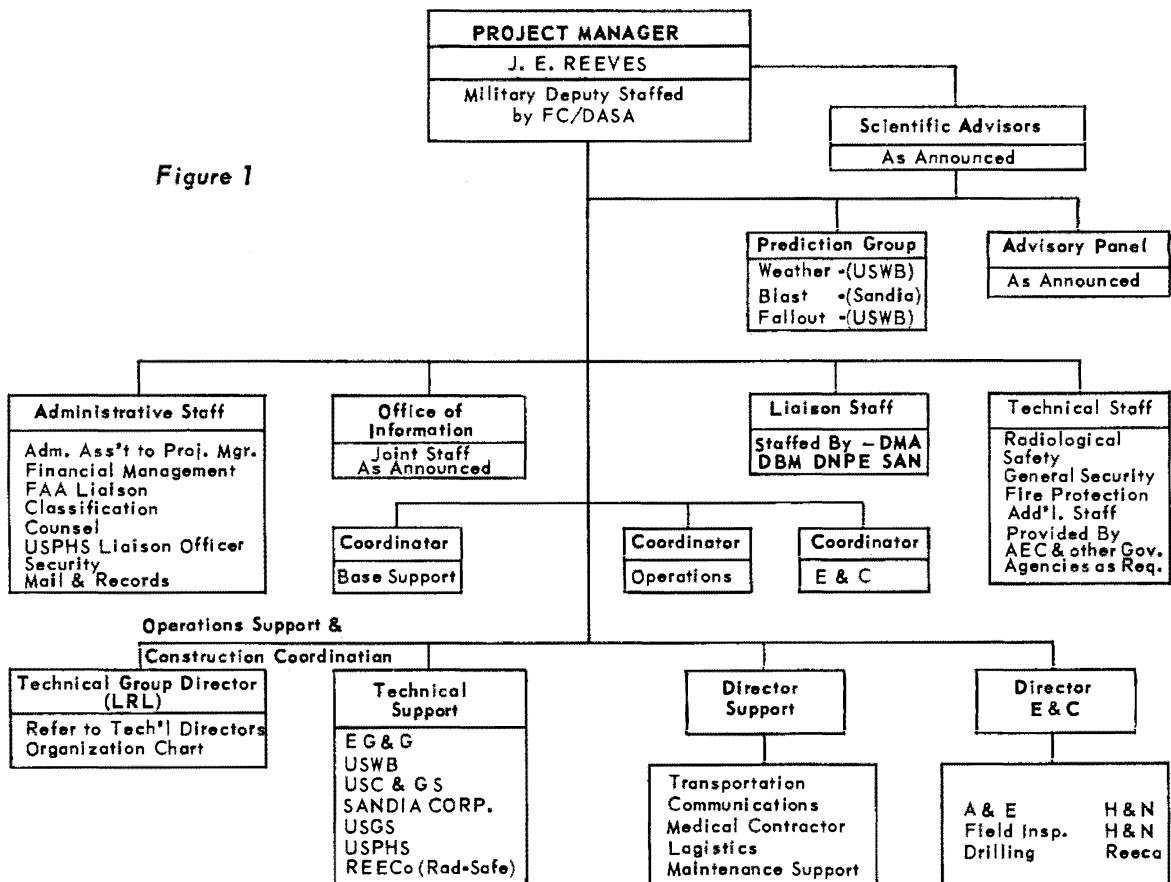 PROJECT MANAGER
J. E. REEVES
Military Deputy Staffed
by FC/DASA
Scientific Advisors
As Announced
Figure 1
Prediction Group
Weather -(USWB)
Blast -(Sandia)
Fallout -(USWB)
Advisory Panel
As Announced
Administrative Staff
Adm. Ass't to Proj. Mgr.
Financial Management
FAA Liaison
Classification
Counsel
USPHS Liaison Officer
Security
Mail & Records
Office of
Information
Joint Staff
As Announced
Liaison Staff
Staffed By - DMA
DBM DNPE SAN
Technical Staff
Radiological
Safety
General Security
Fire Protection
Add'l. Staff
Provided By
AEC & other Gov.
Agencies as Req.
Coordinator
Base Support
Coordinator
Operations
Coordinator
E & C
Operations Support &
Construction Coordination
Technical Group Director
(LRL)
Refer to Tech'l Directors
Organization Chart
Technical
Support
E G & G
USWB
USC & GS
SANDIA CORP.
USGS
USPHS
REECo (Rad-Safe)
Director
Support
Transportation
Communications
Medical Contractor
Lagistics
Maintenance Support
Director
E & C
A & E H & N
Field Insp. H & N
Drilling Reeca